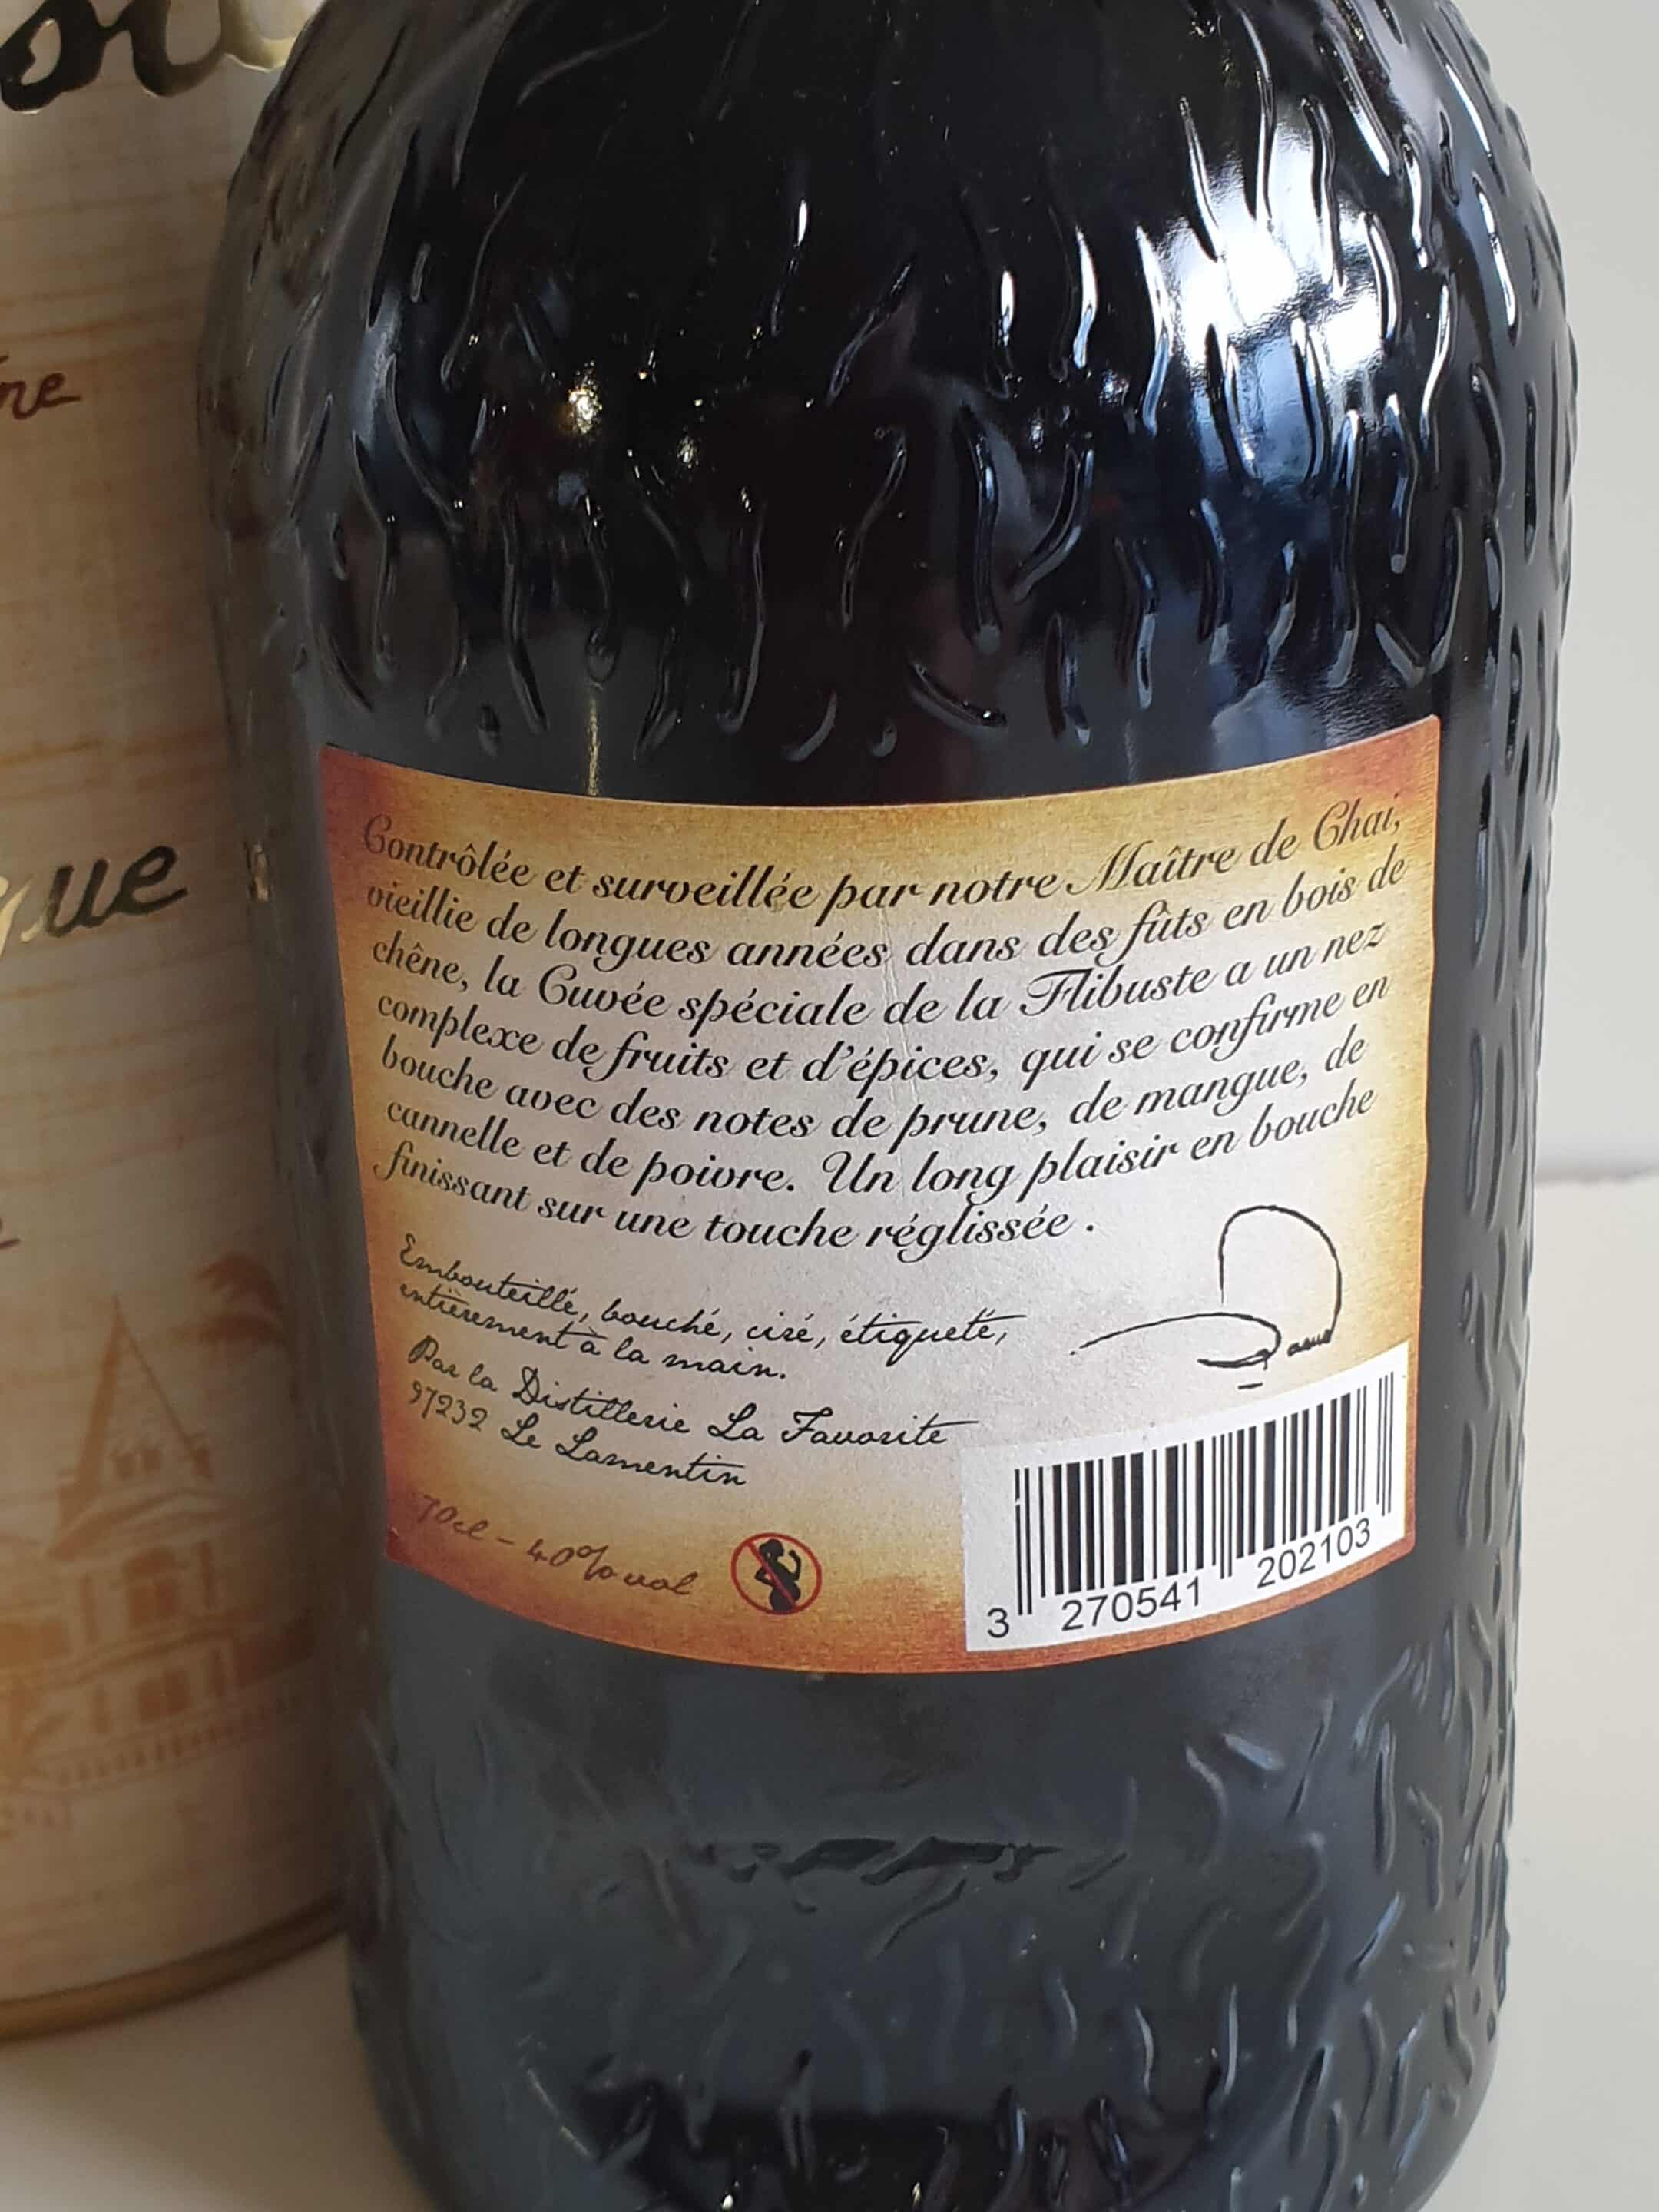 Contrôlée et surveillée par notre Maître de Chai,
vieillie de longues années dans des fûts en bois de
chêne, la Cuvée spéciale de la Flibuste a un nez
complexe de fruits et d'épices, qui se confirme en
bouche avec des notes de prune, de mangue, de
cannelle et de poivre. Un long plaisir en bouche
finissant sur une touche réglissée .
Embouteillé, bouché, ciré, étiqueté,
entièrement à la main.
Par la Distillerie La Favorite
97232 Le Lamentin
70cl - 40% vol
3 270541 202103